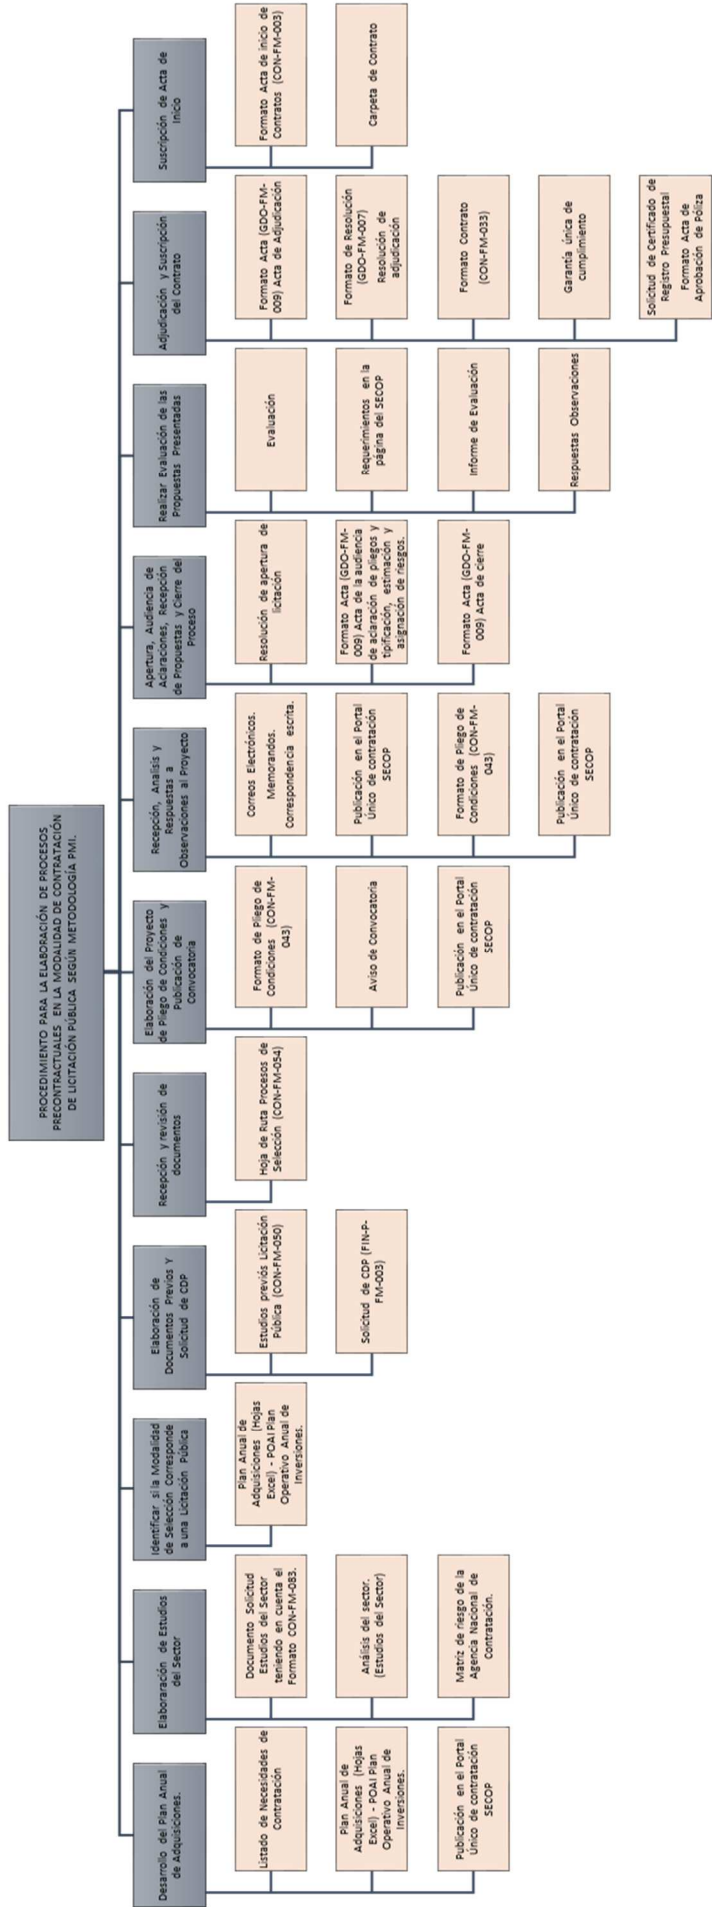 PROCEDIMIENTO PARA LA ELABORACIÓN DE PROCESOS
PRECONTRACTUALES EN LA MODALIDAD DE CONTRATACIÓN
DE LICITACIÓN PÚBLICA SEGÚN METODOLOGÍA PMI.
Desarrollo del Plan Anual
de Adquisiciones.
Listado de Necesidades de
Contratación
Plan Anual de
Adquisiciones (Hojas
Excel) - POAI Plan
Operativo Anual de
Inversiones.
Publicación en el Portal
Único de contratación
SECOP
Elaboraración de Estudios
del Sector
Documento Solicitud
Estudios del Sector
teniendo en cuenta el
Formato CON-FM-083.
Análisis del sector.
(Estudios del Sector)
Matriz de riesgo de la
Agencia Nacional de
Contratación.
Identificar si la Modalidad
de Selección Corresponde
a una Licitación Pública
Plan Anual de
Adquisiciones (Hojas
Excel) - POAI Plan
Operativo Anual de
Inversiones.
Elaboración de
Documentos Previos Y
Solicitud de CDP
Estudios previós Licitación
Pública (CON-FM-050)
Solicitud de CDP (FIN-P-
FM-003)
Recepción y revisión de
documentos
Hoja de Ruta Procesos de
Selección (CON-FM-054)
Elaboración del Proyecto
de Pliego de Condiciones y
Publicación de
Convocatoria
Formato de Pliego de
Condiciones (CON-FM-
043)
Aviso de Convocatoria
Publicación en el Portal
Único de contratación
SECOP
Recepción, Analisis y
Respuestas a
Observaciones al Proyecto
Correos Electrónicos.
Memorandos.
Correspondencia escrita.
Publicación en el Portal
Único de contratación
SECOP
Formato de Pliego de
Condiciones (CON-FM-
043)
Publicación en el Portal
Único de contratación
SECOP
Apertura, Audiencia de
Aclaraciones, Recepción
de Propuestas y Cierre del
Proceso
Resolución de apertura de
licitación
Formato Acta (GDO-FM-
009) Acta de la audiencia
de aclaración de pliegos y
tipificación, estimación y
asignación de riesgos.
Formato Acta (GDO-FM-
009) Acta de cierre
Realizar Evaluación de las
Propuestas Presentadas
Evaluación
Requerimientos en la
página del SECOP
Informe de Evaluación
Respuestas Observaciones
Adjudicación y Suscripción
del Contrato
Formato Acta (GDO-FM-
009) Acta de Adjudicación
Formato de Resolución
(GDO-FM-007)
Resolución de
adjudicación
Formato Contrato
(CON-FM-033)
Garantía única de
cumplimiento
Solicitud de Certificado de
Registro Presupuestal
Formato Acta de
Aprobación de Póliza
Suscripción de Acta de
Inicio
Formato Acta de inicio de
Contratos (CON-FM-003)
Carpeta de Contrato